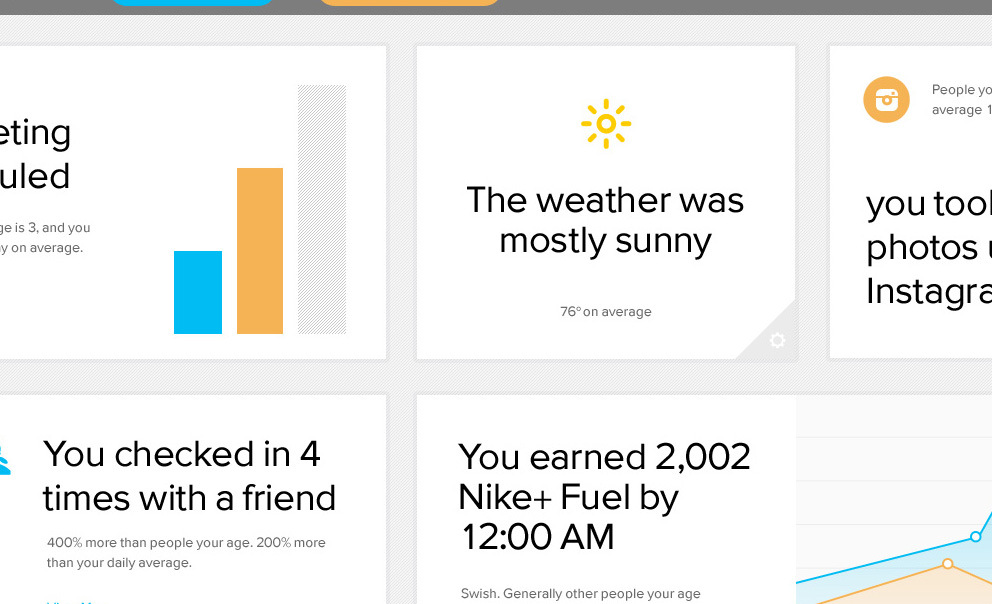 eting
uled
ge is 3, and you
y on average.
The weather was
mostly sunny
76° on average
People yo
average 1
you took
photos u
Instagra
You checked in 4
times with a friend
400% more than people your age. 200% more
than your daily average.
You earned 2,002
Nike+ Fuel by
12:00 AM
Swish. Generally other people your age